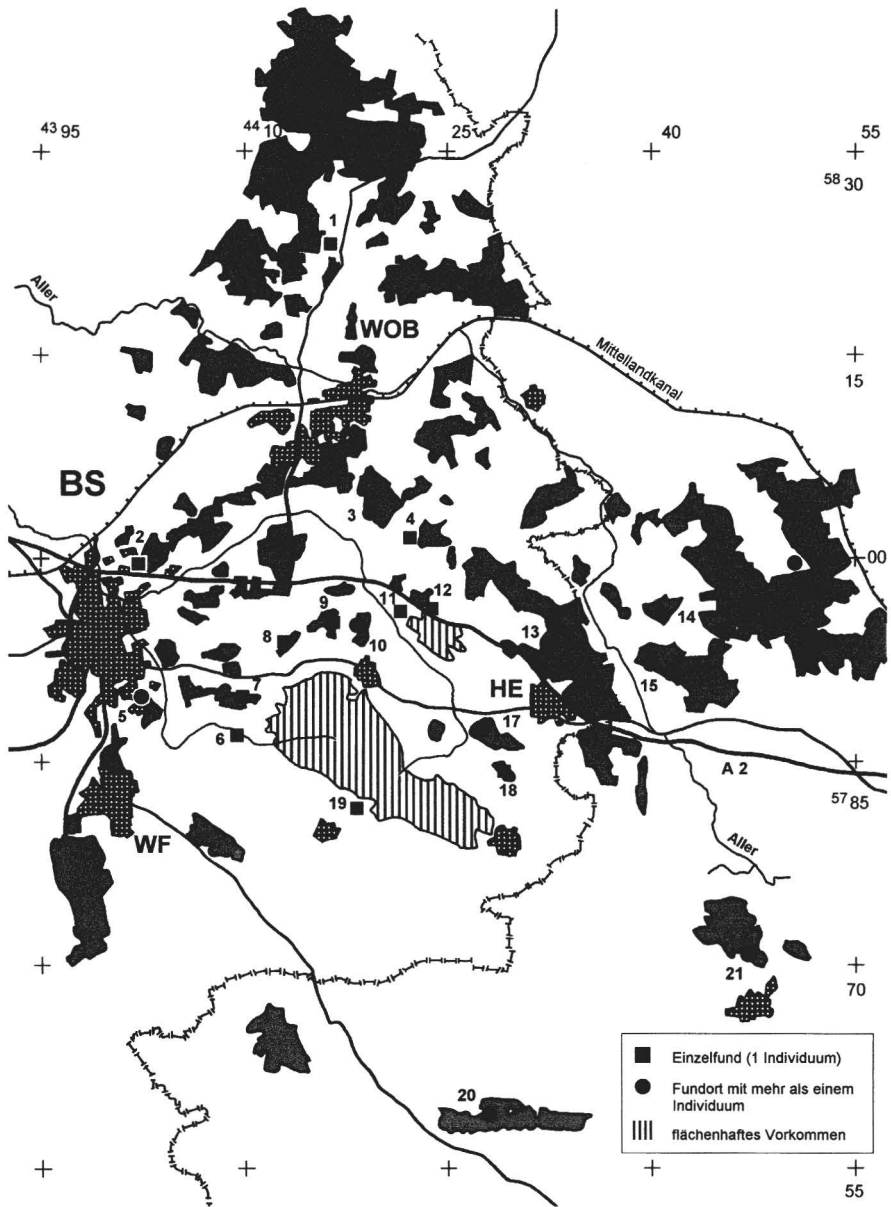 43 95
44 10
25
40
55
58 30
1
Aller
WOB
Mittellandkanal
15
BS
3
4
2
00
12
11
9
14
13
8
10
HE
15
7
5
17
6
A 2
18
57 85
19
WF
Aller
21
70
Einzelfund (1 Individuum)
Fundort mit mehr als einem
Individuum
flächenhaftes Vorkommen
20
55